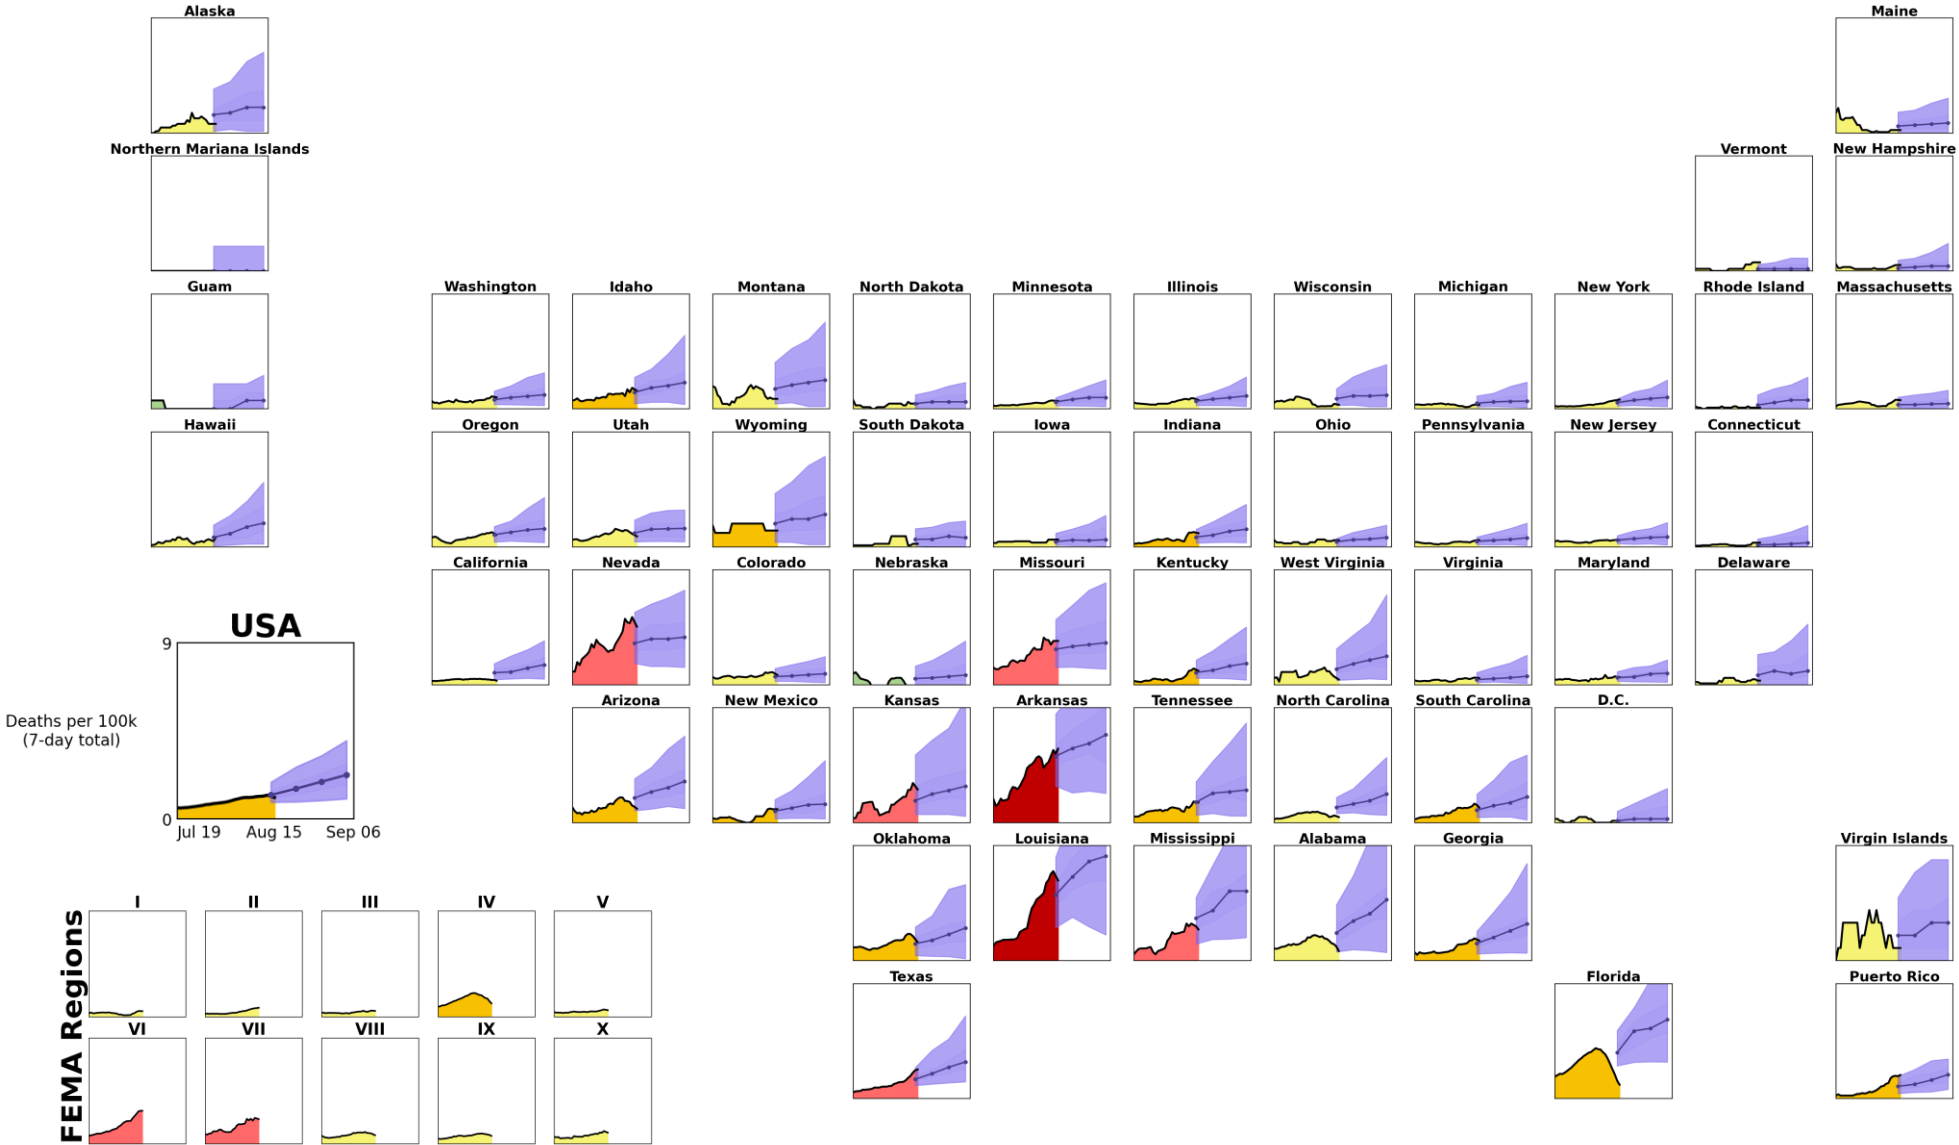 Alaska
Maine
Northern Mariana Islands
Vermont
New Hampshire
Guam
Washington
Idaho
Montana
North Dakota
Minnesota
Illinois
Wisconsin
Michigan
New York
Rhode Island
Massachusetts
Hawaii
Oregon
Utah
Wyoming
South Dakota
Iowa
Indiana
Ohio
Pennsylvania
New Jersey
Connecticut
California
Nevada
Colorado
Nebraska
Missouri
Kentucky
West Virginia
Virginia
Maryland
Delaware
USA
9
Deaths per 100k
(7-day total)
0
Jul 19
Aug 15
Sep 06
Arizona
New Mexico
Kansas
Arkansas
Tennessee
North Carolina
South Carolina
D.C.
Oklahoma
Louisiana
Mississippi
Alabama
Georgia
Virgin Islands
Texas
Florida
Puerto Rico
FEMA Regions
I
II
III
IV
V
VI
VII
VIII
IX
X